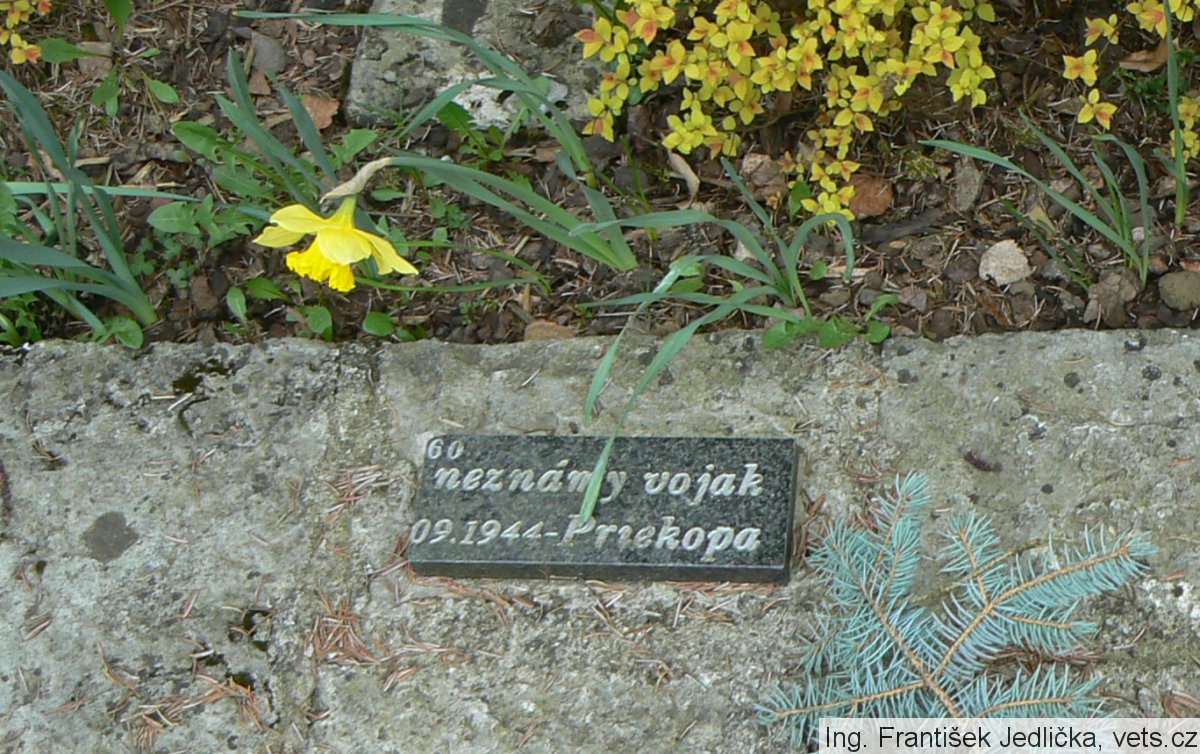 60
neznámy vojak
09.1944-Priekopa
Ing. František Jedlička, vets.cz